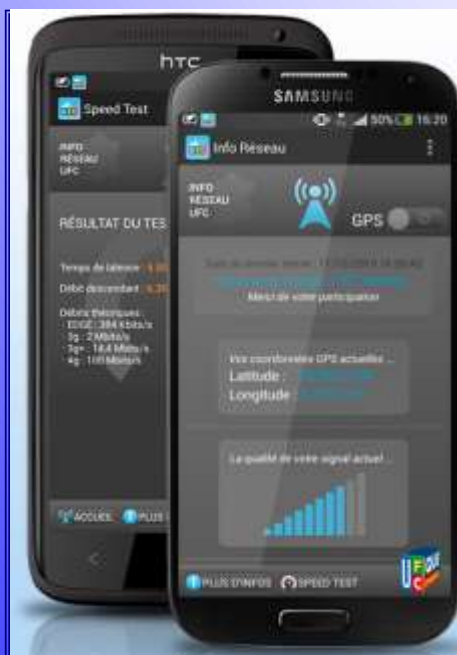 hTC
Speed Test
INFO
RÉSEAU
UFC
RÉSULTAT DU TES
Temps de latence
Débit descendant :
Débits théoriques :
- EDGE : 384 Kbits/s
- 3g : 2 Mbits/s
- 3g+ : 14,4 Mbits/s
- 4g : 100 Mbits/s
ACCUEIL
PLUS
SAMSUNG
50% 16:20
Info Réseau
INFO
RÉSEAU
UFC
GPS
Merci de votre participation
Vos coordonnées GPS actuelles ...
Latitude :
Longitude :
La qualité de votre signal actuel ...
PLUS D'INFOS SPEED TEST
UFC QUE